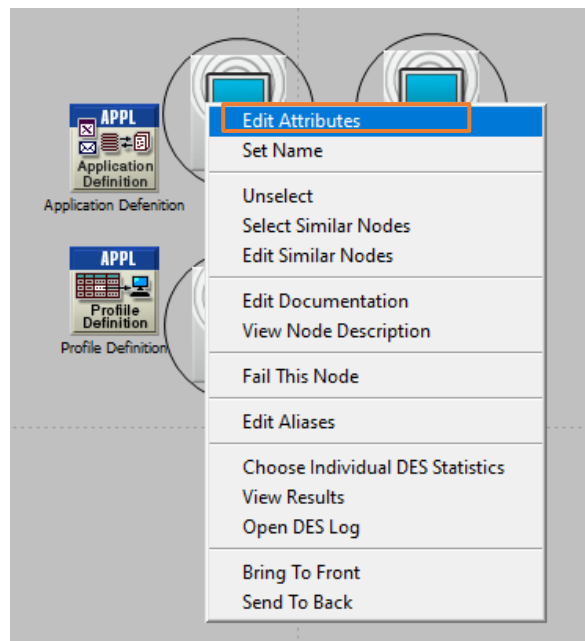 APPL
Application
Definition
Application Defenition
APPL
Profiile
Definition
Profile Definition
Edit Attributes
Set Name
Unselect
Select Similar Nodes
Edit Similar Nodes
Edit Documentation
View Node Description
Fail This Node
Edit Aliases
Choose Individual DES Statistics
View Results
Open DES Log
Bring To Front
Send To Back